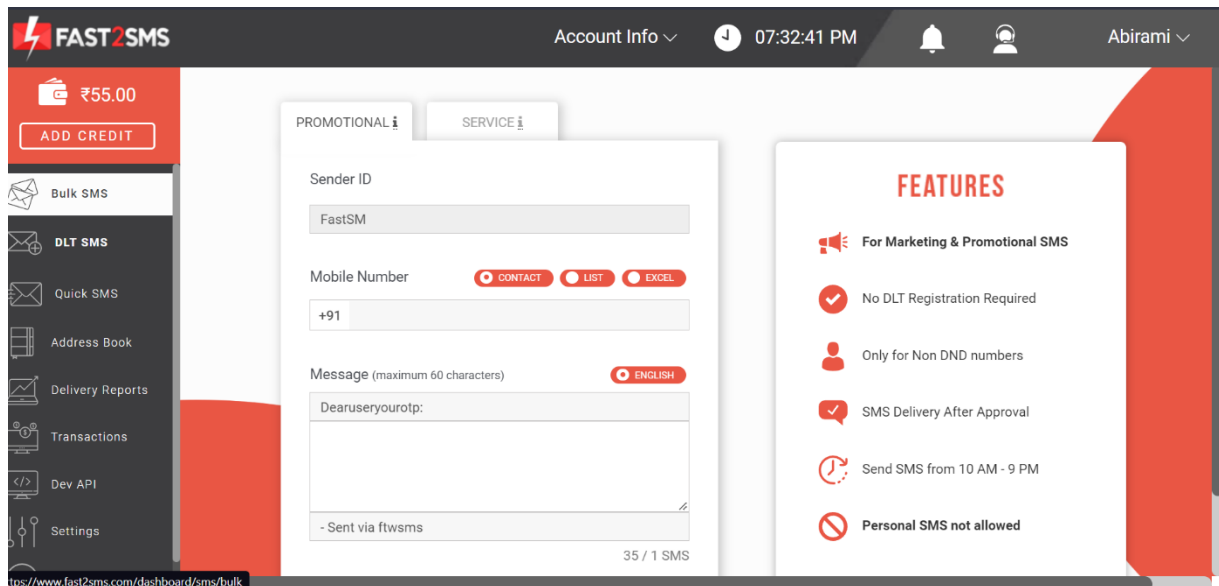 FAST2SMS
Account Info
07:32:41 PM
Abirami
₹55.00
ADD CREDIT
Bulk SMS
DLT SMS
Quick SMS
Address Book
Delivery Reports
Transactions
Dev API
Settings
PROMOTIONAL i
SERVICE i
Sender ID
FastSM
Mobile Number
CONTACT
LIST
EXCEL
+91
Message (maximum 60 characters)
ENGLISH
Dearuseryourotp:
- Sent via ftwsms
35 / 1 SMS
FEATURES
For Marketing & Promotional SMS
No DLT Registration Required
Only for Non DND numbers
SMS Delivery After Approval
Send SMS from 10 AM - 9 PM
Personal SMS not allowed
tps://www.fast2sms.com/dashboard/sms/bulk